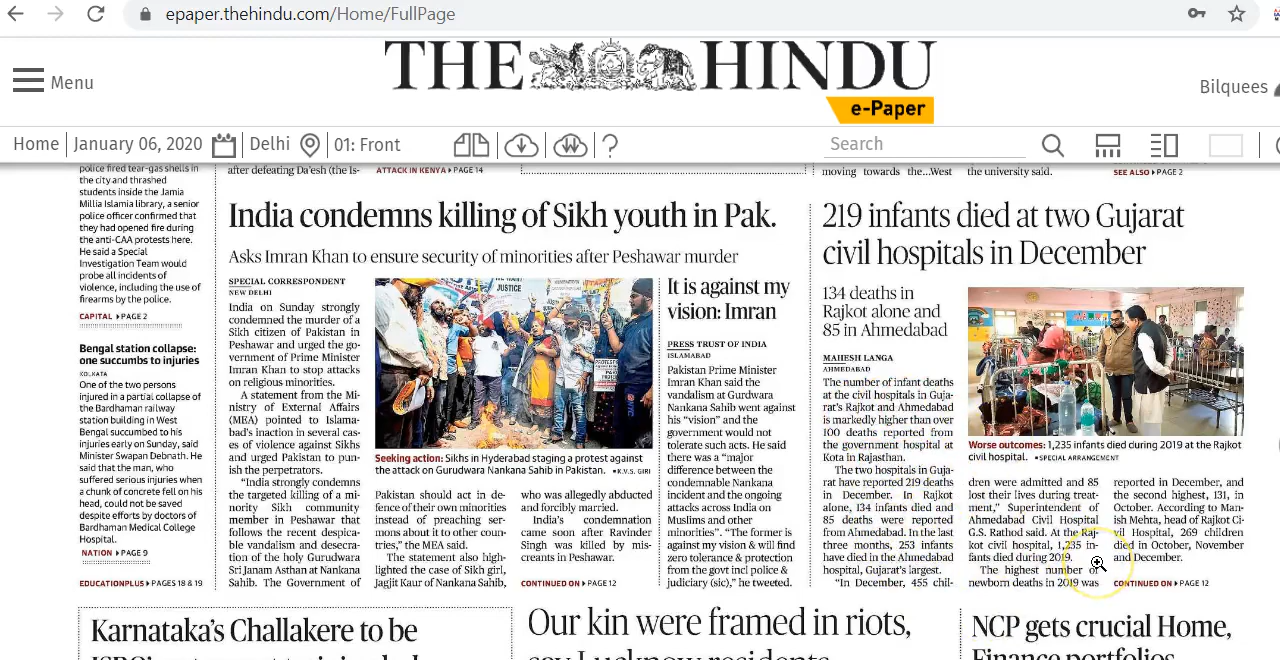 epaper.thehindu.com/Home/FullPage
THE HINDU
e-Paper
Menu
Bilquees
Home
January 06, 2020
Delhi
01: Front
?
Search
police fired tear-gas shells in
the city and thrashed
students inside the Jamia
Millia Islamia library, a senior
police officer confirmed that
they had opened fire during
the anti-CAA protests here.
He said a Special
Investigation Team would
probe all incidents of
violence, including the use of
firearms by the police.
CAPITAL PAGE 2
Bengal station collapse:
one succumbs to injuries
KOLKATA
One of the two persons
injured in a partial collapse of
the Bardhaman railway
station building in West
Bengal succumbed to his
injuries early on Sunday, said
Minister Swapan Debnath. He
said that the man, who
suffered serious injuries when
a chunk of concrete fell on his
head, could not be saved
despite efforts by doctors of
Bardhaman Medical College
Hospital.
NATION PAGE 9
EDUCATIONPLUS PAGES 18 & 19
after defeating Da'esh (the Is-
ATTACK IN KENYA PAGE 14
India condemns killing of Sikh youth in Pak.
Asks Imran Khan to ensure security of minorities after Peshawar murder
SPECIAL CORRESPONDENT
NEW DELHI
India on Sunday strongly
condemned the murder of a
Sikh citizen of Pakistan in
Peshawar and urged the go-
vernment of Prime Minister
Imran Khan to stop attacks
on religious minorities.
A statement from the Mi-
nistry of External Affairs
(MEA) pointed to Islama-
bad's inaction in several cas-
es of violence against Sikhs
and urged Pakistan to pun-
ish the perpetrators.
"India strongly condemns
the targeted killing of a mi-
nority Sikh community
member in Peshawar that
follows the recent despica-
ble vandalism and desecra-
tion of the holy Gurudwara
Sri Janam Asthan at Nankana
Sahib. The Government of
JUSTICE
Seeking action: Sikhs in Hyderabad staging a protest against
the attack on Gurudwara Nankana Sahib in Pakistan. K.V.S. GIRI
Pakistan should act in de-
fence of their own minorities
instead of preaching ser-
mons about it to other coun-
tries," the MEA said.
The statement also high-
lighted the case of Sikh girl,
Jagjit Kaur of Nankana Sahib,
who was allegedly abducted
and forcibly married.
India's condemnation
came soon after Ravinder
Singh was killed by mis-
creants in Peshawar.
CONTINUED ON PAGE 12
It is against my
vision: Imran
PRESS TRUST OF INDIA
ISLAMABAD
Pakistan Prime Minister
Imran Khan said the
vandalism at Gurdwara
Nankana Sahib went against
his "vision" and the
government would not
tolerate such acts. He said
there was a "major
difference between the
condemnable Nankana
incident and the ongoing
attacks across India on
Muslims and other
minorities". "The former is
against my vision & will find
zero tolerance & protection
from the govt incl police &
judiciary (sic)," he tweeted.
moving towards the...West
the university said.
SEE ALSO PAGE 2
219 infants died at two Gujarat
civil hospitals in December
134 deaths in
Rajkot alone and
85 in Ahmedabad
MAHESH LANGA
AHMEDABAD
The number of infant deaths
at the civil hospitals in Guja-
rat's Rajkot and Ahmedabad
is markedly higher than over
100 deaths reported from
the government hospital at
Kota in Rajasthan.
The two hospitals in Guja-
rat have reported 219 deaths
in December. In Rajkot
alone, 134 infants died and
85 deaths were reported
from Ahmedabad. In the last
three months, 253 infants
have died in the Ahmedabad
hospital, Gujarat's largest.
"In December, 455 chil-
Worse outcomes: 1,235 infants died during 2019 at the Rajkot
civil hospital. SPECIAL ARRANGEMENT
dren were admitted and 85
lost their lives during treat-
ment," Superintendent of
Ahmedabad Civil Hospital
G.S. Rathod said. At the Raj-
kot civil hospital, 1,235 in-
fants died during 2019.
The highest number of
newborn deaths in 2019 was
reported in December, and
the second highest, 131, in
October. According to Man-
ish Mehta, head of Rajkot Ci-
vil Hospital, 269 children
died in October, November
and December.
CONTINUED ON PAGE 12
Karnataka's Challakere to be
Our kin were framed in riots,
say Lucknow residents
NCP gets crucial Home,
Finance portfolios